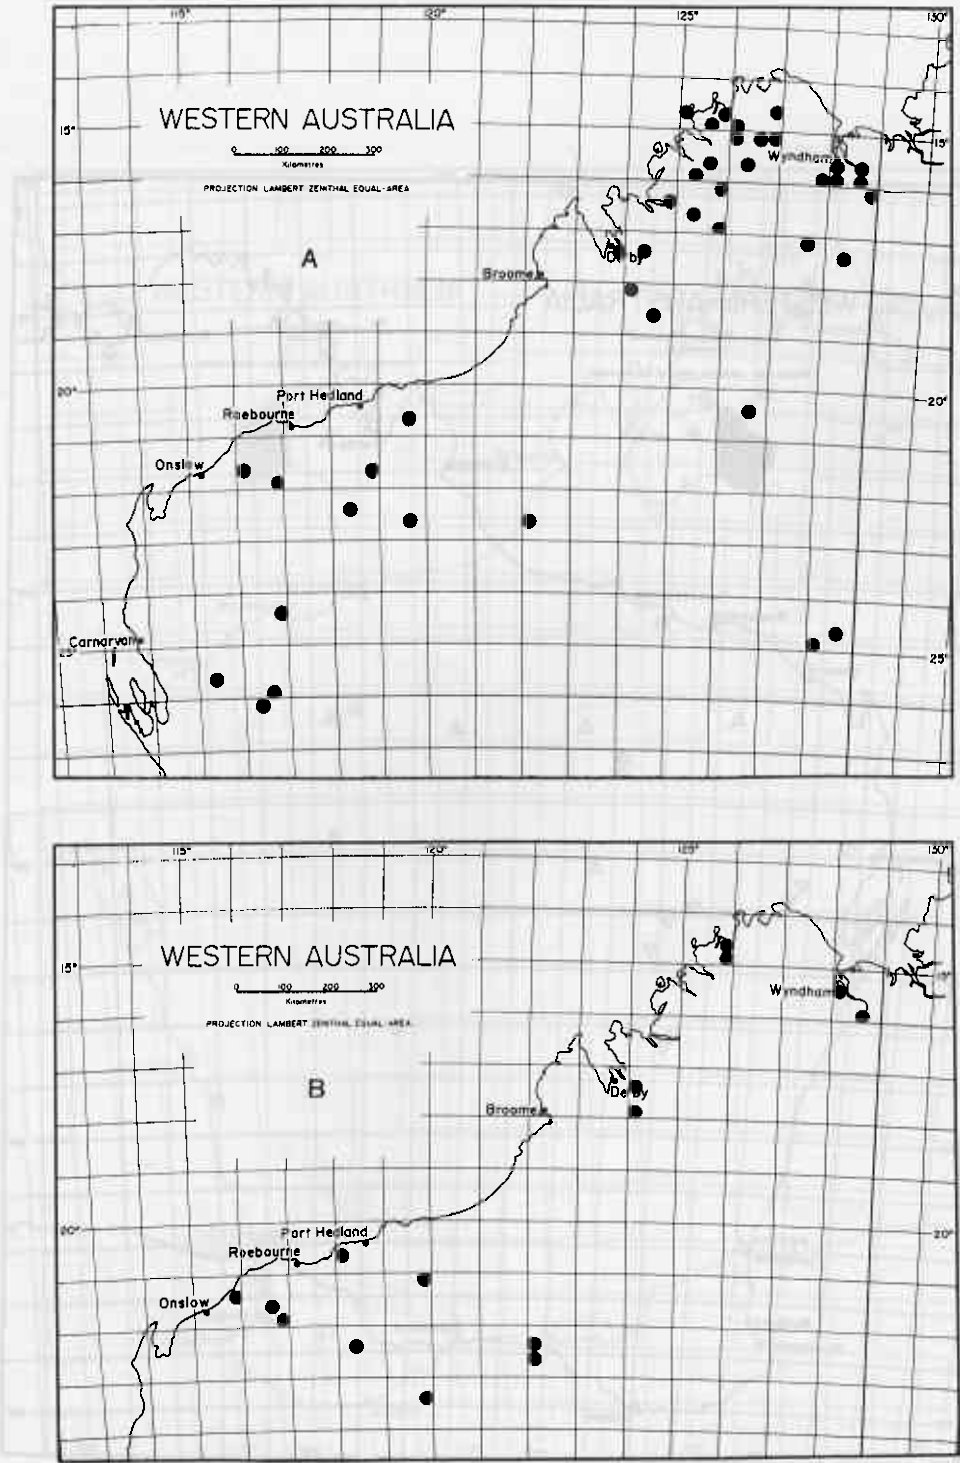 115° 120° 125° 130°
WESTERN AUSTRALIA
15° 15°
0 100 200 300
Kilometres
PROJECTION LAMBERT ZENITHAL EQUAL-AREA
Wyndham
A
Derby
Broome
20° 20°
Port Hedland
Roebourne
Onslow
Carnarvon
25° 25°
115° 120° 125° 130°
WESTERN AUSTRALIA
15° 15°
0 100 200 300
Kilometres
Wyndham
PROJECTION LAMBERT ZENITHAL EQUAL-AREA
B
Derby
Broome
20° 20°
Port Hedland
Roebourne
Onslow